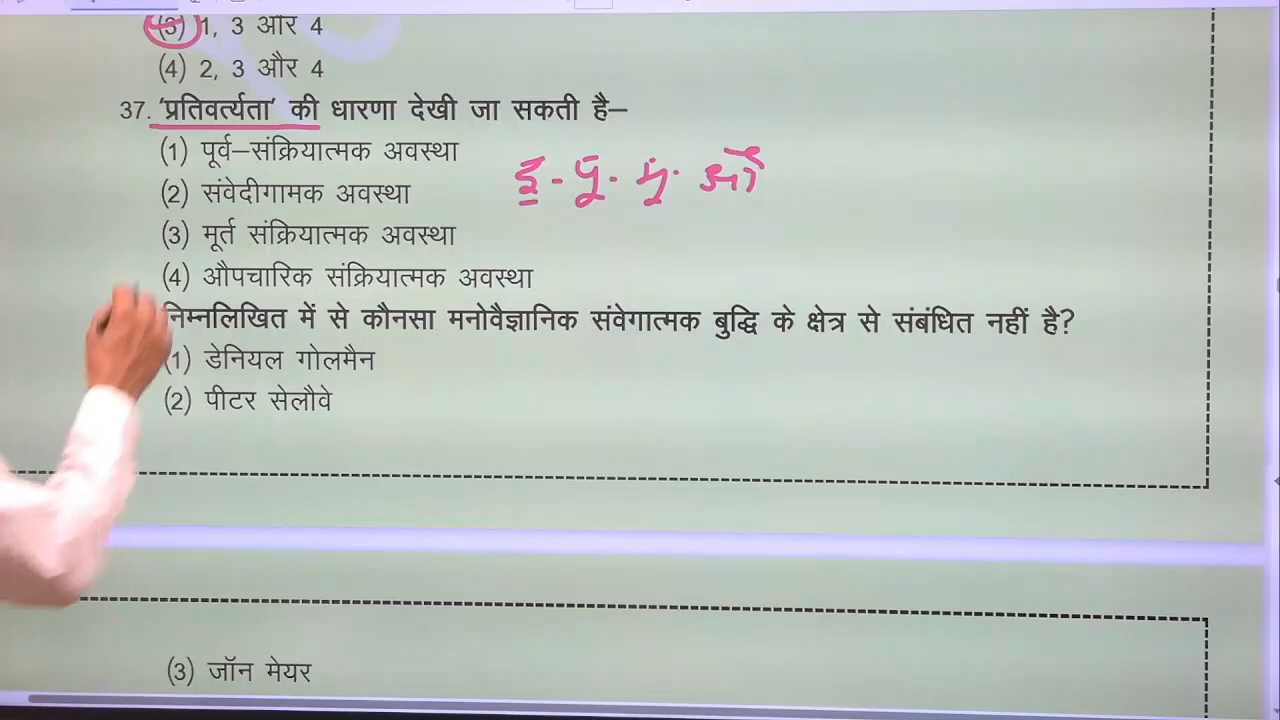 (3) 1, 3 और 4
(4) 2, 3 और 4
37. 'प्रतिवर्त्यता' की धारणा देखी जा सकती है–
(1) पूर्व–संक्रियात्मक अवस्था
इ. पू. मू. औ
(2) संवेदीगामक अवस्था
(3) मूर्त संक्रियात्मक अवस्था
(4) औपचारिक संक्रियात्मक अवस्था
निम्नलिखित में से कौनसा मनोवैज्ञानिक संवेगात्मक बुद्धि के क्षेत्र से संबंधित नहीं है?
(1) डेनियल गोलमैन
(2) पीटर सेलौवे
(3) जॉन मेयर